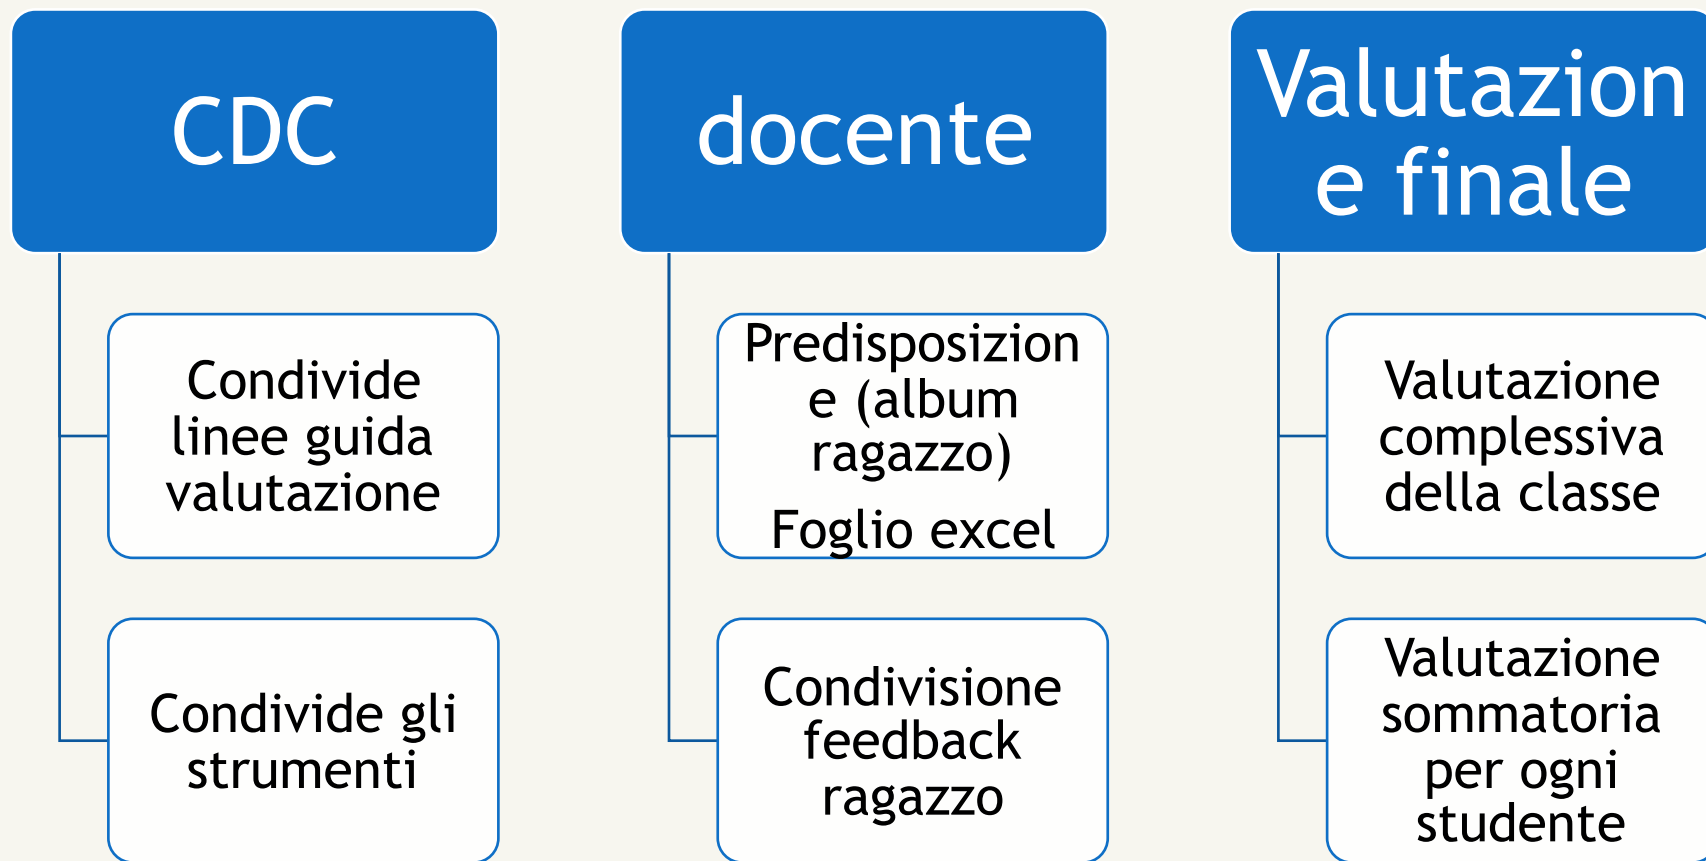 CDC
Condivide
linee guida
valutazione
Condivide gli
strumenti
docente
Predisposizion
e (album
ragazzo)
Foglio excel
Condivisione
feedback
ragazzo
Valutazion
e finale
Valutazione
complessiva
della classe
Valutazione
sommatoria
per ogni
studente